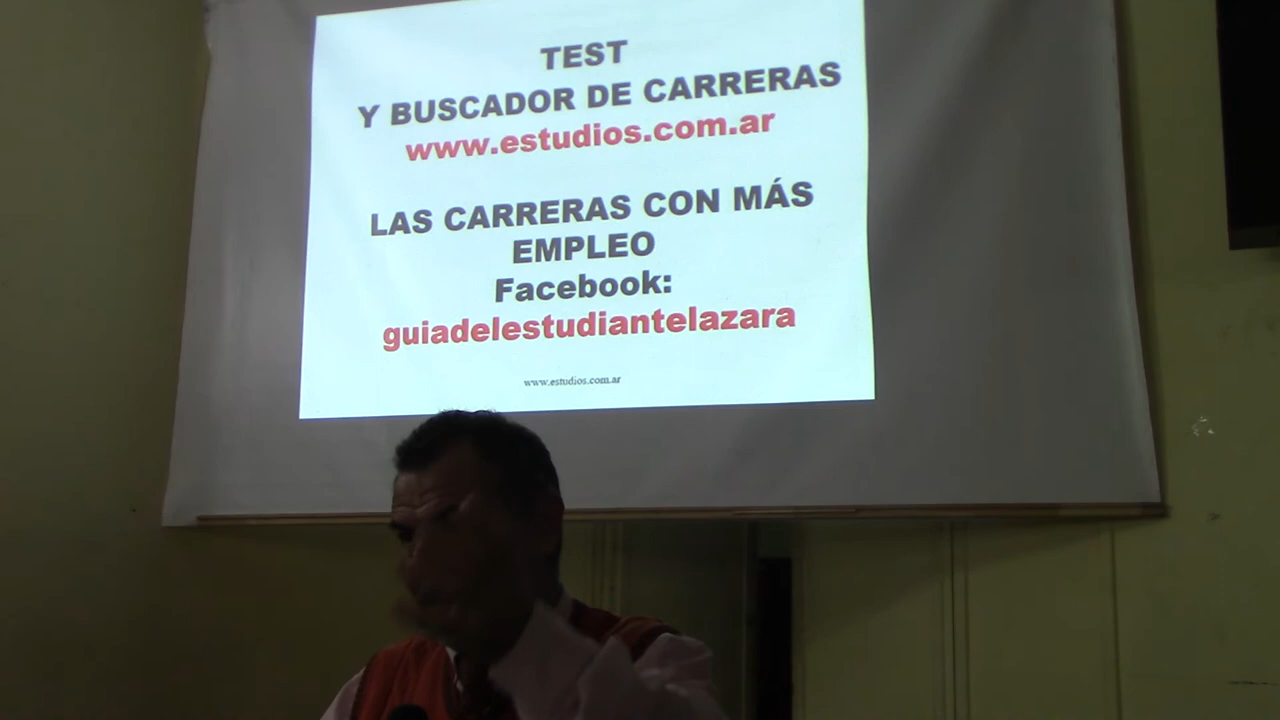 TEST
Y BUSCADOR DE CARRERAS
www.estudios.com.ar
LAS CARRERAS CON MÁS
EMPLEO
Facebook:
guiadelestudiantelazara
www.estudios.com.ar